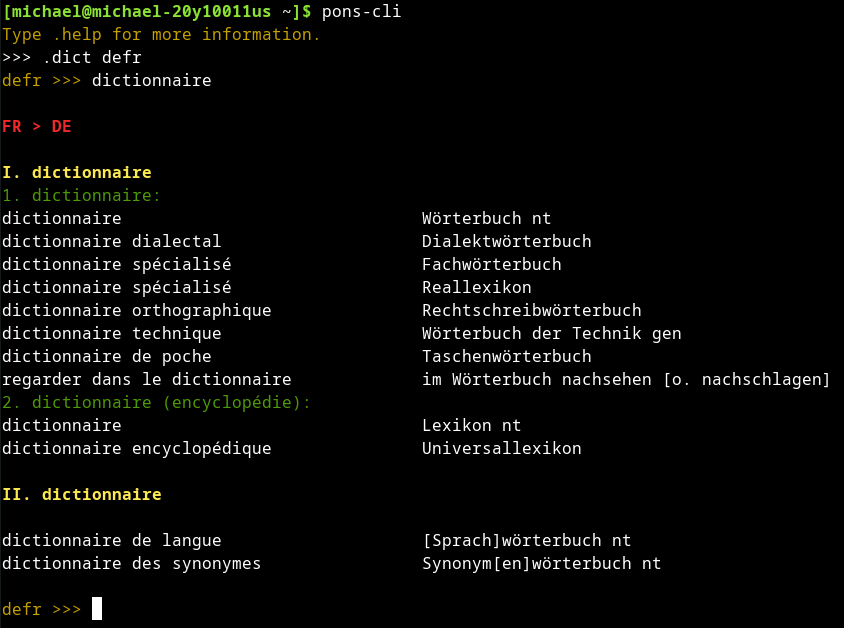 [michael@michael-20y10011us ~]$ pons-cli
Type .help for more information.
>>> .dict defr
defr >>> dictionnaire
FR > DE
I. dictionnaire
1. dictionnaire:
dictionnaire Wörterbuch nt
dictionnaire dialectal Dialektwörterbuch
dictionnaire spécialisé Fachwörterbuch
dictionnaire spécialisé Reallexikon
dictionnaire orthographique Rechtschreibwörterbuch
dictionnaire technique Wörterbuch der Technik gen
dictionnaire de poche Taschenwörterbuch
regarder dans le dictionnaire im Wörterbuch nachsehen [o. nachschlagen]
2. dictionnaire (encyclopédie):
dictionnaire Lexikon nt
dictionnaire encyclopédique Universallexikon
II. dictionnaire
dictionnaire de langue [Sprach]wörterbuch nt
dictionnaire des synonymes Synonym[en]wörterbuch nt
defr >>>